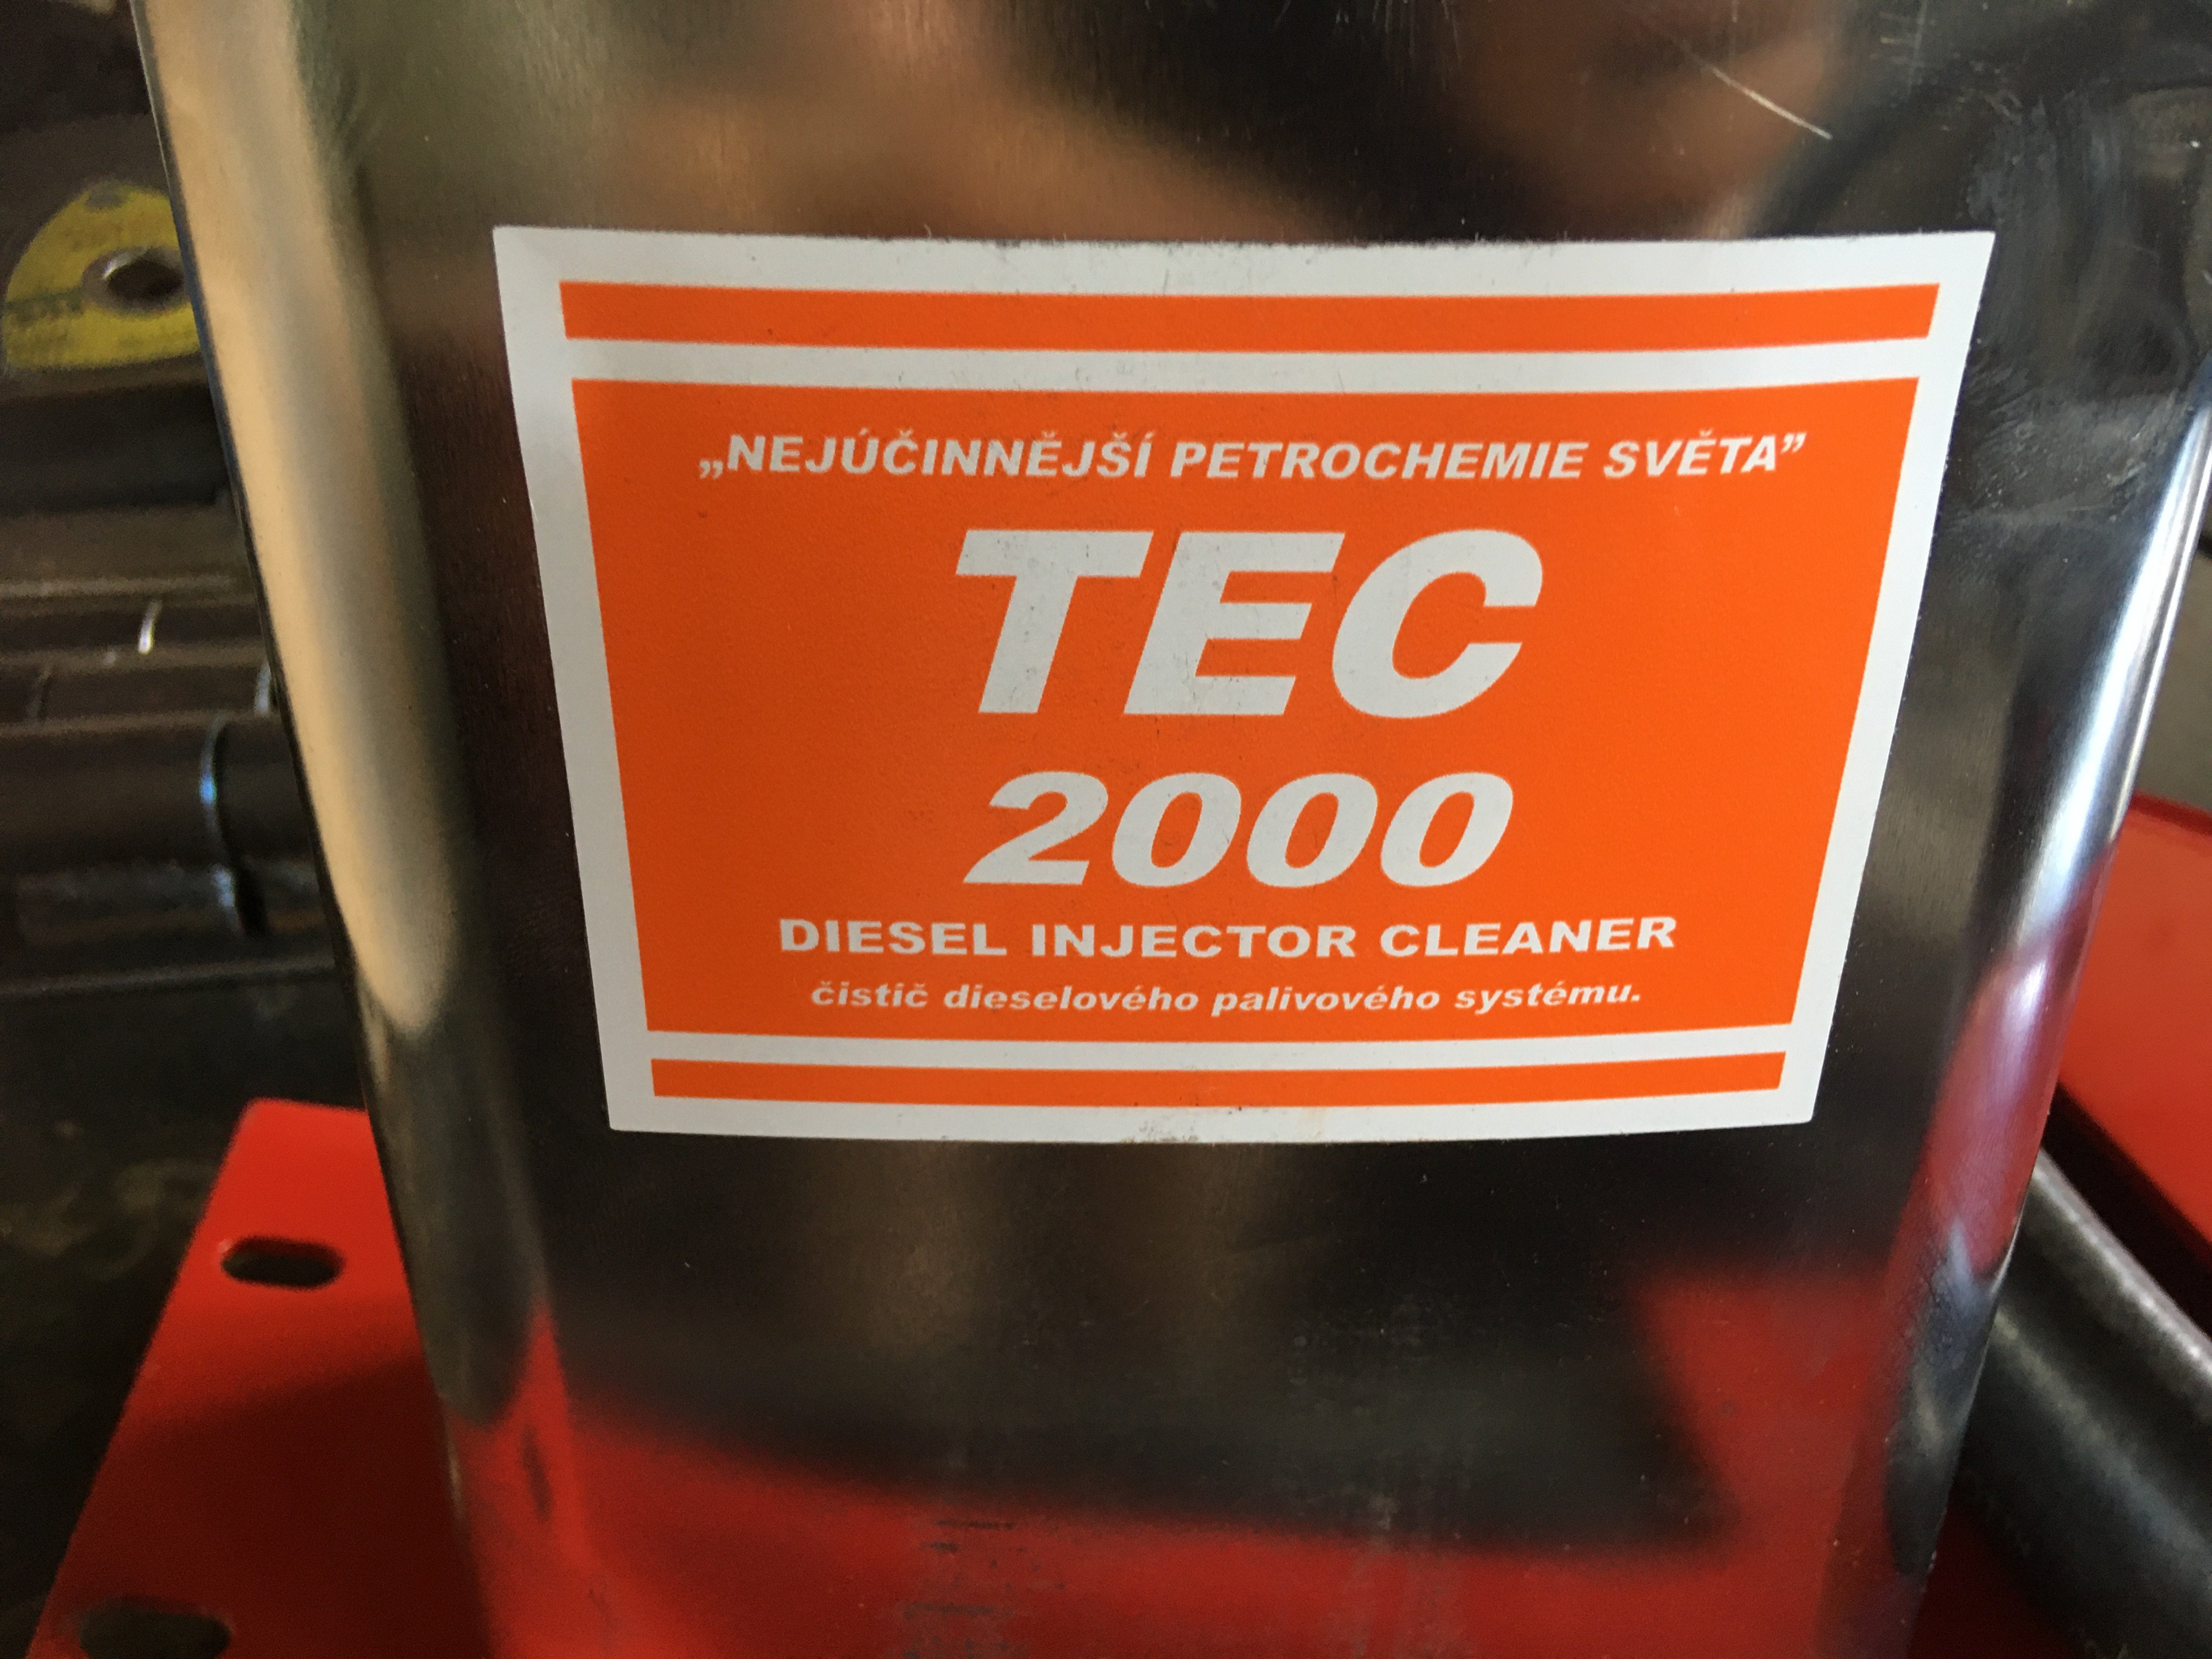 „NEJÚČINNĚJŠÍ PETROCHEMIE SVĚTA”
TEC
2000
DIESEL INJECTOR CLEANER
čistič dieselového palivového systému.